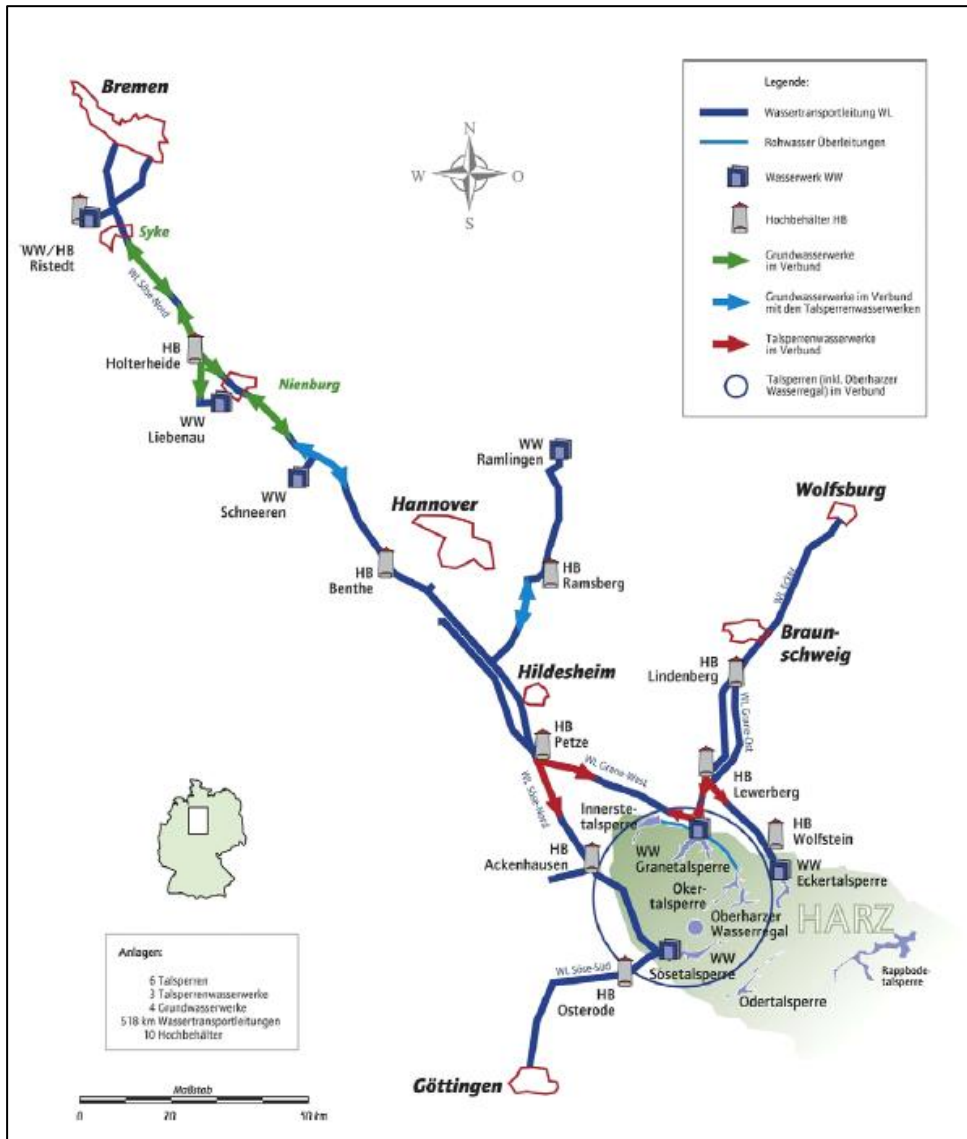 Bremen
N
W
O
S
Legende:
Wassertransportleitung WL
Rohwasser Überleitungen
Wasserwerk WW
Hochbehälter HB
Grundwasserwerke
im Verbund
Grundwasserwerke im Verbund
mit den Talsperrenwasserwerken
Talsperrenwasserwerke
im Verbund
Talsperren (inkl. Oberharzer
Wasserregal) im Verbund
WW/HB
Ristedt
Syke
WL Söse-Nord
HB
Holterheide
Nienburg
WW
Liebenau
WW
Schneeren
WW
Ramlingen
Hannover
Wolfsburg
HB
Benthe
HB
Ramsberg
WL Ecker
Braun-
schweig
Hildesheim
HB
Lindenberg
WL Grane-Ost
HB
Petze
WL Grane-West
HB
Lewerberg
WL Söse-Nord
Innerste-
talsperre
HB
Wolfstein
HB
Ackenhausen
WW
Granetalsperre
WW
Eckertalsperre
Oker-
talsperre
Oberharzer
Wasserregal
HARZ
WW
Sösetalsperre
Rappbode-
talsperre
Odertalsperre
WL Söse-Süd
HB
Osterode
Göttingen
Anlagen:
6 Talsperren
3 Talsperrenwasserwerke
4 Grundwasserwerke
518 km Wassertransportleitungen
10 Hochbehälter
Maßstab
0
20
50 km